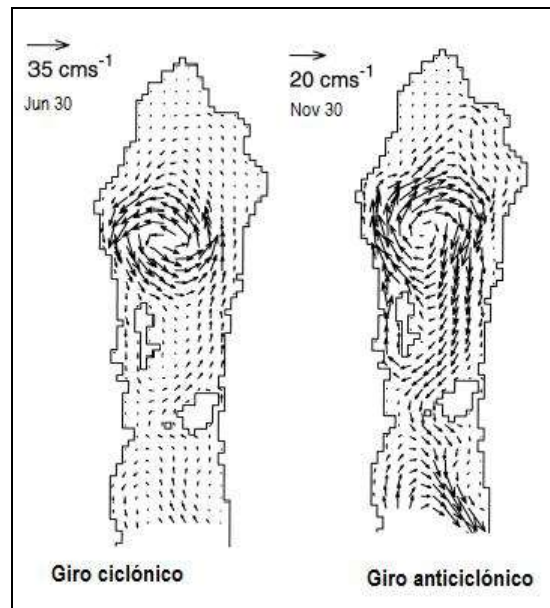 35 cms-1
Jun 30
20 cms-1
Nov 30
Giro ciclónico
Giro anticiclónico